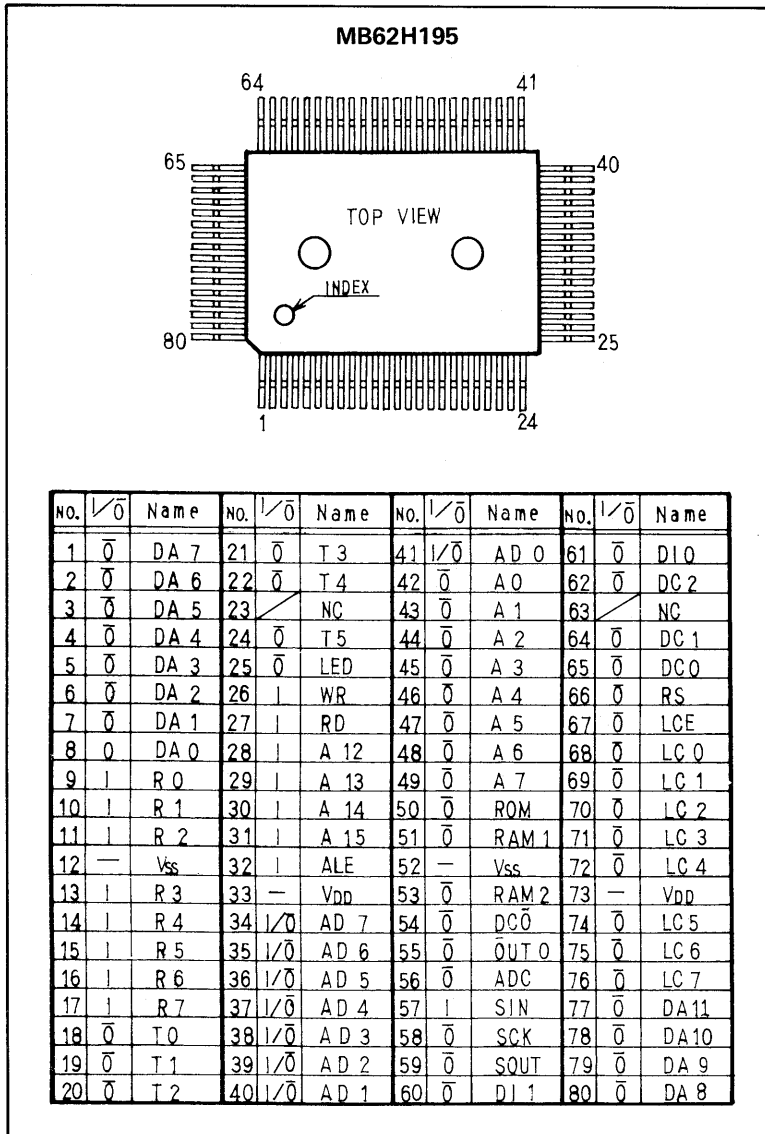 MB62H195
64 41
65 40
TOP VIEW
INDEX
80 25
1 24
NO. I/O̅ Name NO. I/O̅ Name NO. I/O̅ Name NO. I/O̅ Name
1 O̅ DA 7 21 O̅ T 3 41 I/O̅ AD 0 61 O̅ DI 0
2 O̅ DA 6 22 O̅ T 4 42 O̅ A 0 62 O̅ DC 2
3 O̅ DA 5 23 NC 43 O̅ A 1 63 NC
4 O̅ DA 4 24 O̅ T 5 44 O̅ A 2 64 O̅ DC 1
5 O̅ DA 3 25 O̅ LED 45 O̅ A 3 65 O̅ DC 0
6 O̅ DA 2 26 I WR 46 O̅ A 4 66 O̅ RS
7 O̅ DA 1 27 I RD 47 O̅ A 5 67 O̅ LCE
8 O DA 0 28 I A 12 48 O̅ A 6 68 O̅ LC 0
9 I R 0 29 I A 13 49 O̅ A 7 69 O̅ LC 1
10 I R 1 30 I A 14 50 O̅ ROM 70 O̅ LC 2
11 I R 2 31 I A 15 51 O̅ RAM 1 71 O̅ LC 3
12 — Vss 32 I ALE 52 — Vss 72 O̅ LC 4
13 I R 3 33 — VDD 53 O̅ RAM 2 73 — VDD
14 I R 4 34 I/O̅ AD 7 54 O̅ DCO̅ 74 O̅ LC 5
15 I R 5 35 I/O̅ AD 6 55 O̅ O̅UT 0 75 O̅ LC 6
16 I R 6 36 I/O̅ AD 5 56 O̅ ADC 76 O̅ LC 7
17 I R 7 37 I/O̅ AD 4 57 I SIN 77 O̅ DA11
18 O̅ T 0 38 I/O̅ AD 3 58 O̅ SCK 78 O̅ DA10
19 O̅ T 1 39 I/O̅ AD 2 59 O̅ SOUT 79 O̅ DA 9
20 O̅ T 2 40 I/O̅ AD 1 60 O̅ DI 1 80 O̅ DA 8